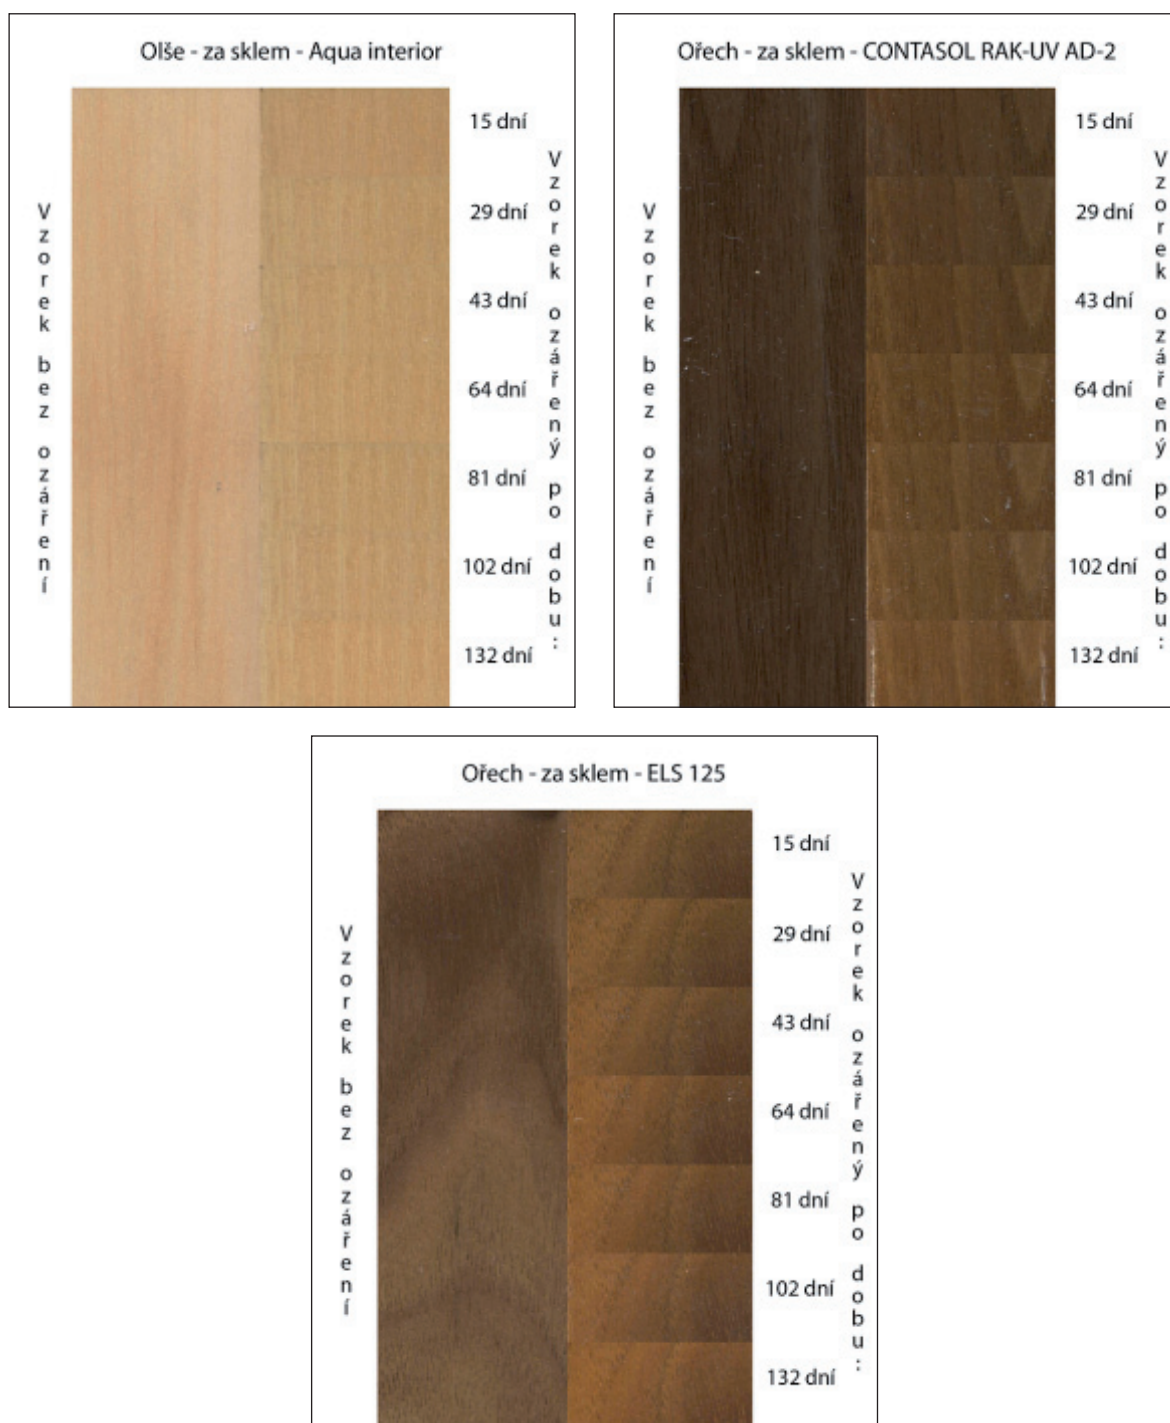 Olše - za sklem - Aqua interior
Vzorek bez ozáření
15 dní
29 dní
43 dní
64 dní
81 dní
102 dní
132 dní
Vzorek ozářený po dobu:
Ořech - za sklem - CONTASOL RAK-UV AD-2
Vzorek bez ozáření
15 dní
29 dní
43 dní
64 dní
81 dní
102 dní
132 dní
Vzorek ozářený po dobu:
Ořech - za sklem - ELS 125
Vzorek bez ozáření
15 dní
29 dní
43 dní
64 dní
81 dní
102 dní
132 dní
Vzorek ozářený po dobu: